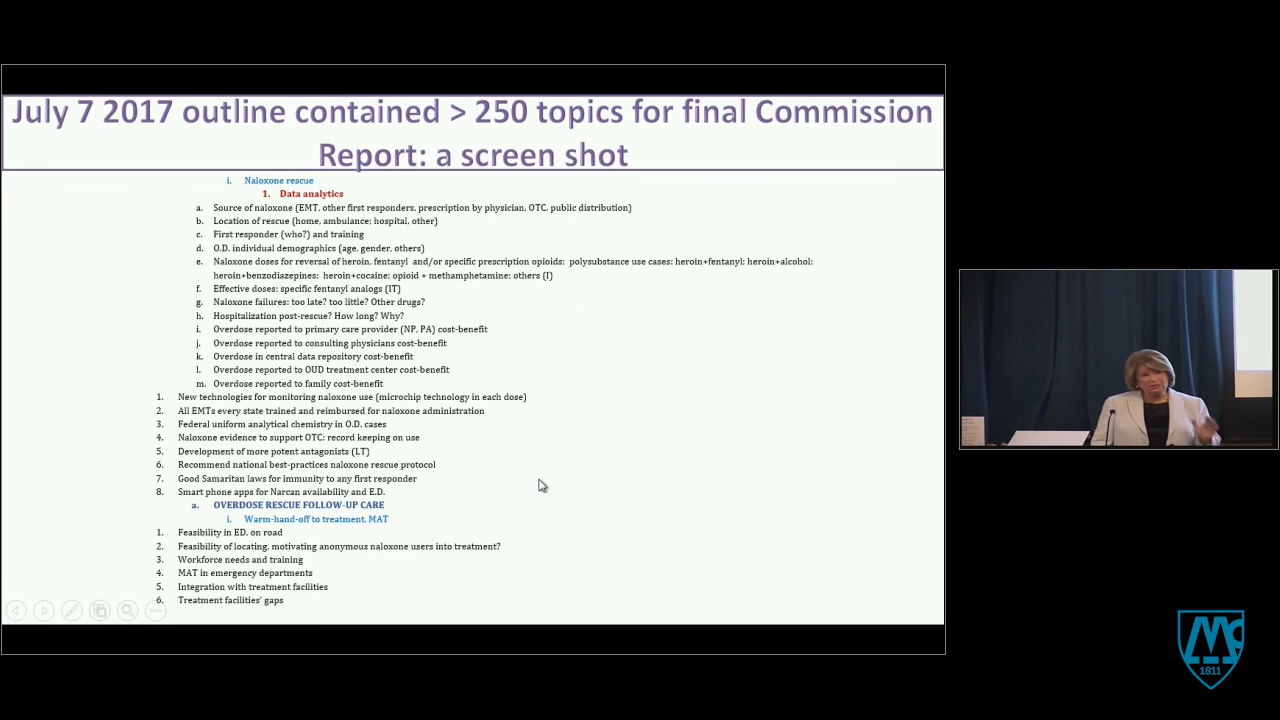 July 7 2017 outline contained > 250 topics for final Commission
Report: a screen shot
i. Naloxone rescue
1. Data analytics
a. Source of naloxone (EMT, other first responders, prescription by physician, OTC, public distribution)
b. Location of rescue (home, ambulance; hospital, other)
c. First responder (who?) and training
d. O.D. individual demographics (age, gender, others)
e. Naloxone doses for reversal of heroin, fentanyl and/or specific prescription opioids; polysubstance use cases: heroin+fentanyl; heroin+alcohol;
heroin+benzodiazepines; heroin+cocaine; opioid + methamphetamine; others (I)
f. Effective doses: specific fentanyl analogs (IT)
g. Naloxone failures: too late? too little? Other drugs?
h. Hospitalization post-rescue? How long? Why?
i. Overdose reported to primary care provider (NP, PA) cost-benefit
j. Overdose reported to consulting physicians cost-benefit
k. Overdose in central data repository cost-benefit
l. Overdose reported to OUD treatment center cost-benefit
m. Overdose reported to family cost-benefit
1. New technologies for monitoring naloxone use (microchip technology in each dose)
2. All EMTs every state trained and reimbursed for naloxone administration
3. Federal uniform analytical chemistry in O.D. cases
4. Naloxone evidence to support OTC: record keeping on use
5. Development of more potent antagonists (LT)
6. Recommend national best-practices naloxone rescue protocol
7. Good Samaritan laws for immunity to any first responder
8. Smart phone apps for Narcan availability and E.D.
a. OVERDOSE RESCUE FOLLOW-UP CARE
i. Warm-hand-off to treatment, MAT
1. Feasibility in ED, on road
2. Feasibility of locating, motivating anonymous naloxone users into treatment?
3. Workforce needs and training
4. MAT in emergency departments
5. Integration with treatment facilities
6. Treatment facilities' gaps
1811